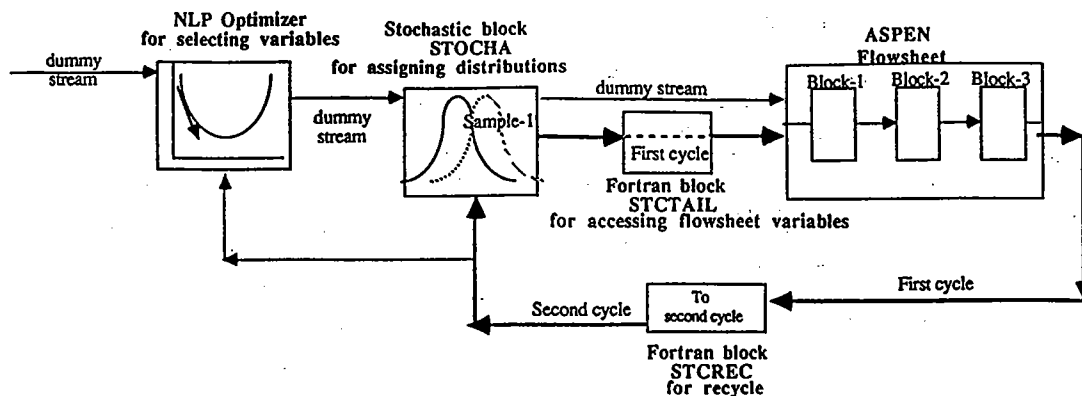 NLP Optimizer
for selecting variables
dummy
stream
Stochastic block
STOCHA
for assigning distributions
dummy
stream
Sample-1
dummy stream
First cycle
Fortran block
STCTAIL
for accessing flowsheet variables
ASPEN
Flowsheet
Block-1
Block-2
Block-3
First cycle
To
second cycle
Second cycle
Fortran block
STCREC
for recycle